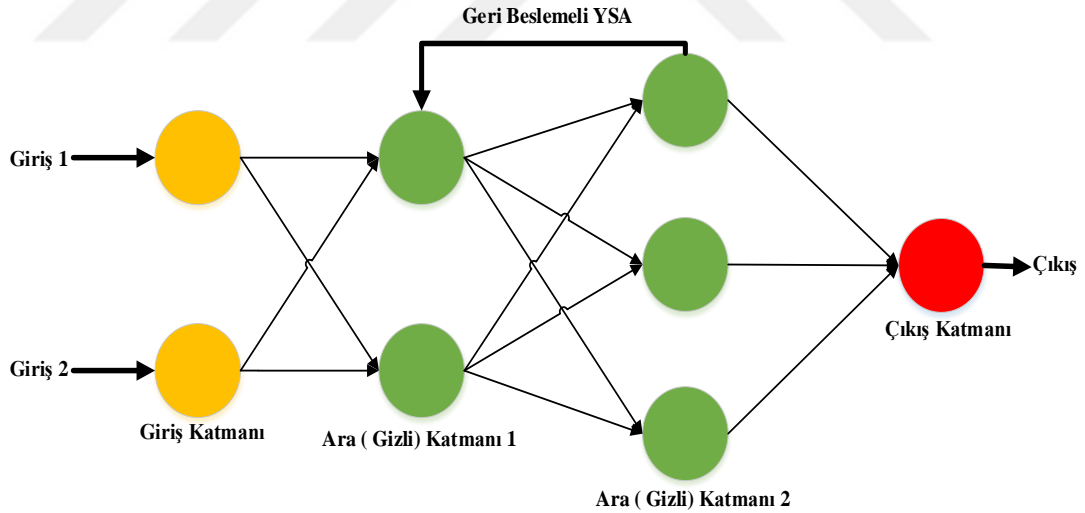 Geri Beslemeli YSA
Giriş 1
Giriş 2
Giriş Katmanı
Ara ( Gizli) Katmanı 1
Ara ( Gizli) Katmanı 2
Çıkış
Çıkış Katmanı